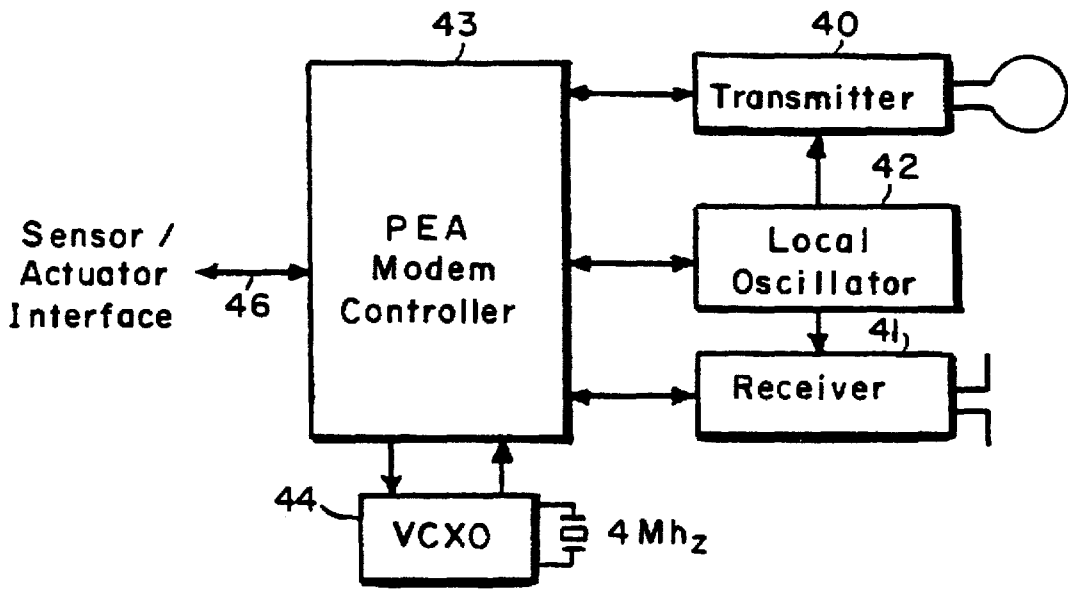 43
40
Transmitter
42
Sensor /
Actuator
Interface
46
PEA
Modem
Controller
Local
Oscillator
41
Receiver
44
VCXO
4 Mhz